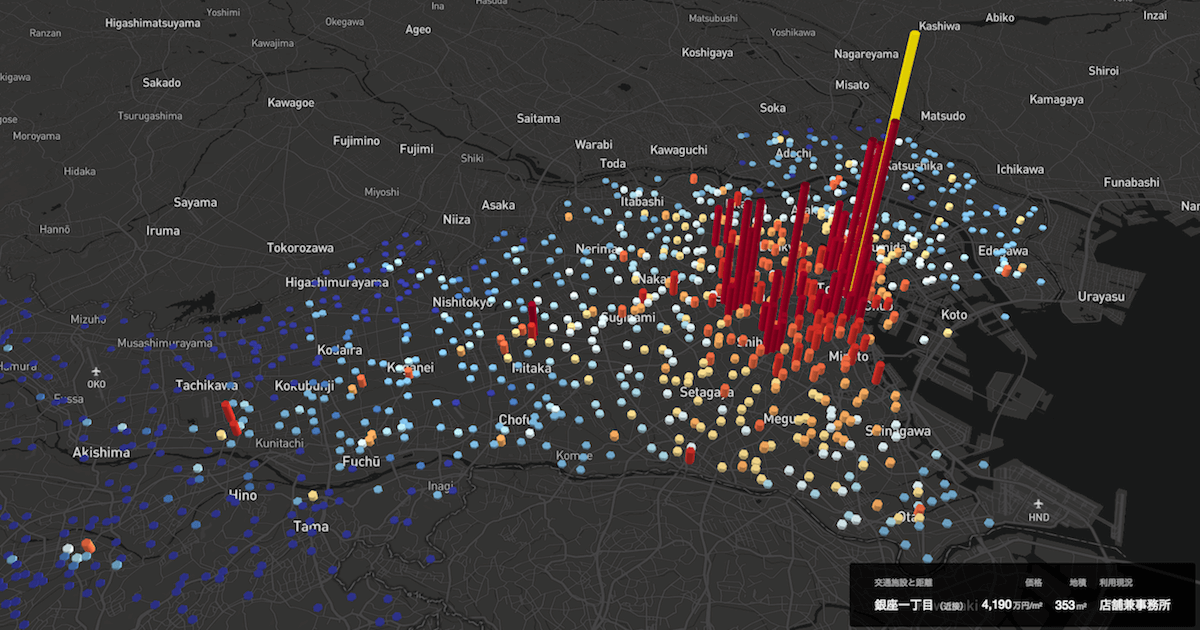 Yoshimi
Ina
Hasuda
Ranzan
Higashimatsuyama
Okegawa
Ageo
Matsubushi
Yoshikawa
Kashiwa
Abiko
Inzai
Kawajima
Koshigaya
Nagareyama
Shiroi
Sakado
Misato
Kawagoe
Tsurugashima
Saitama
Soka
Matsudo
Kamagaya
Moroyama
Fujimino
Fujimi
Shiki
Warabi
Toda
Kawaguchi
Adachi
Katsushika
Ichikawa
Hidaka
Miyoshi
Funabashi
Sayama
Asaka
Itabashi
Niiza
Hannō
Iruma
Tokorozawa
Nerima
Edogawa
Higashimurayama
Nishitokyo
Urayasu
Mizuho
Suginami
Koto
Musashimurayama
Kodaira
Koganei
Mitaka
Minato
OKO
Tachikawa
Kokubunji
Setagaya
Fussa
Chofu
Shinagawa
Kunitachi
Akishima
Fuchū
Komae
Inagi
Hino
Tama
Ota
HND
交通施設と距離 価格 地積 利用現況
銀座一丁目 (近接) 4,190万円/m² 353m² 店舗兼事務所